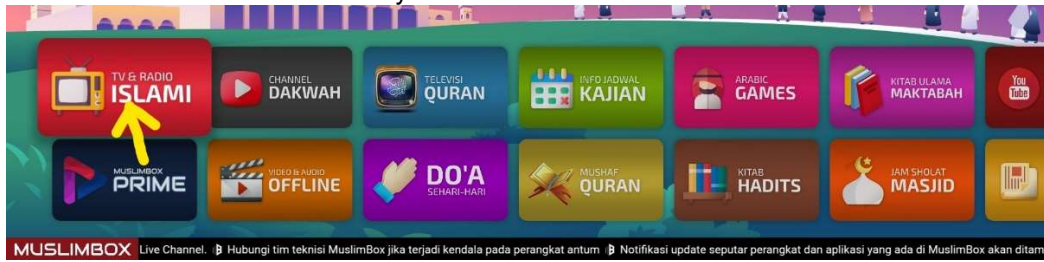 TV & RADIO
ISLAMI
CHANNEL
DAKWAH
TELEVISI
QURAN
INFO JADWAL
KAJIAN
ARABIC
GAMES
KITAB ULAMA
MAKTABAH
You
Tube
MUSLIMBOX
PRIME
VIDEO & AUDIO
OFFLINE
DO'A
SEHARI-HARI
MUSHAF
QURAN
KITAB
HADITS
JAM SHOLAT
MASJID
MUSLIMBOX Live Channel. Hubungi tim teknisi MuslimBox jika terjadi kendala pada perangkat antum Notifikasi update seputar perangkat dan aplikasi yang ada di MuslimBox akan ditam